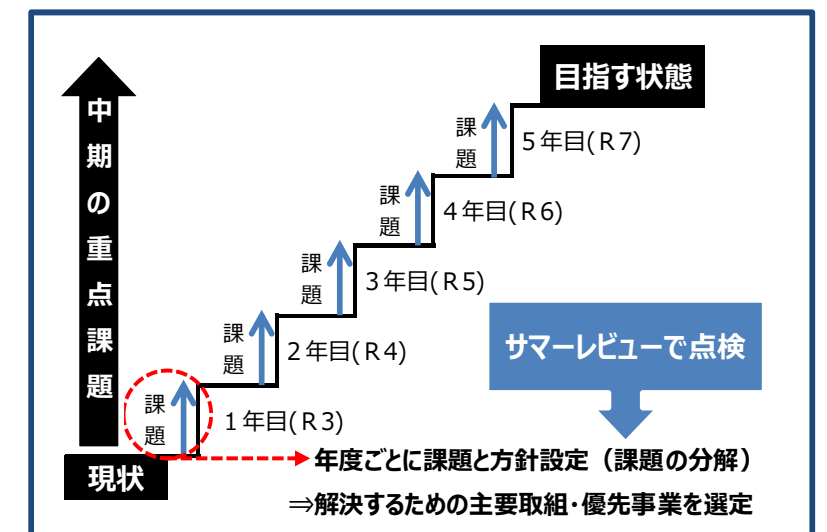 目指す状態
中期の重点課題
課題
5年目(R7)
課題
4年目(R6)
課題
3年目(R5)
課題
2年目(R4)
サマーレビューで点検
課題
1年目(R3)
現状
年度ごとに課題と方針設定（課題の分解）
⇒解決するための主要取組・優先事業を選定